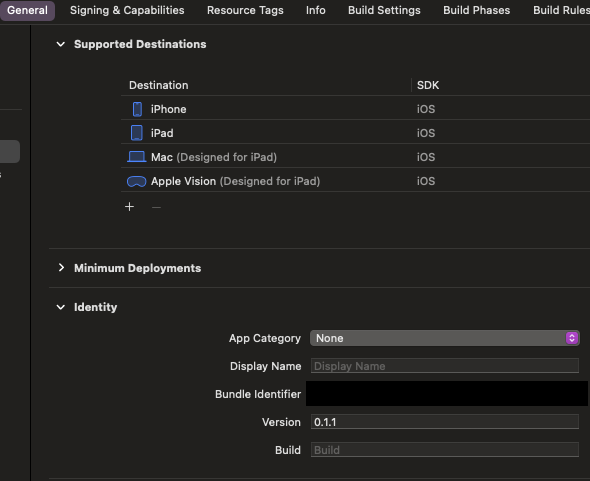 General Signing & Capabilities Resource Tags Info Build Settings Build Phases Build Rules
Supported Destinations
Destination SDK
iPhone iOS
iPad iOS
Mac (Designed for iPad) iOS
Apple Vision (Designed for iPad) iOS
+ –
Minimum Deployments
Identity
App Category None
Display Name Display Name
Bundle Identifier
Version 0.1.1
Build Build